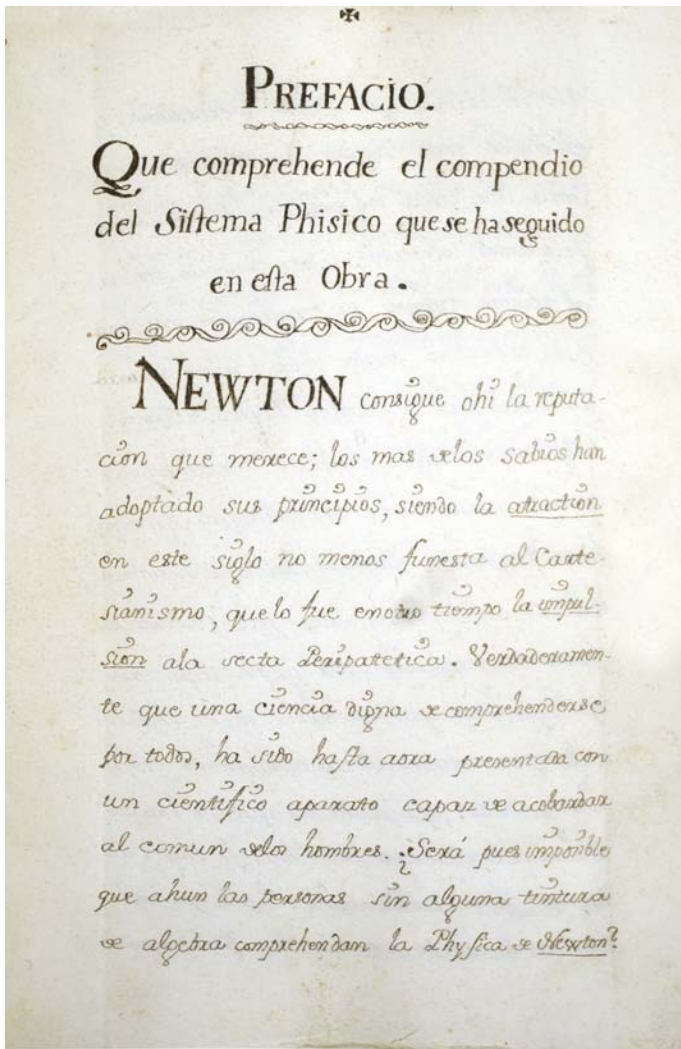 ✠
PREFACIO.
Que comprehende el compendio
del Siſtema Phisico que se ha seguido
en eſta Obra.
NEWTON consigue ohi la reputa-
cion que merece; los mas delos Sabios han
adoptado sus principios, siendo la atraction
en este siglo no menos funesta al Carte-
sianismo, que lo fue en otro tiempo la impul-
sion ala secta Peripatetica. Verdaderamen-
te que una ciencia digna de comprehenderse
por todos, ha sido haſta aora presentada con
un cientifico aparato capaz de acobardar
al comun delos hombres. ¿Será pues imposible
que ahun las personas sin alguna tintura
de algebra comprehendan la Phyſica de Newton?